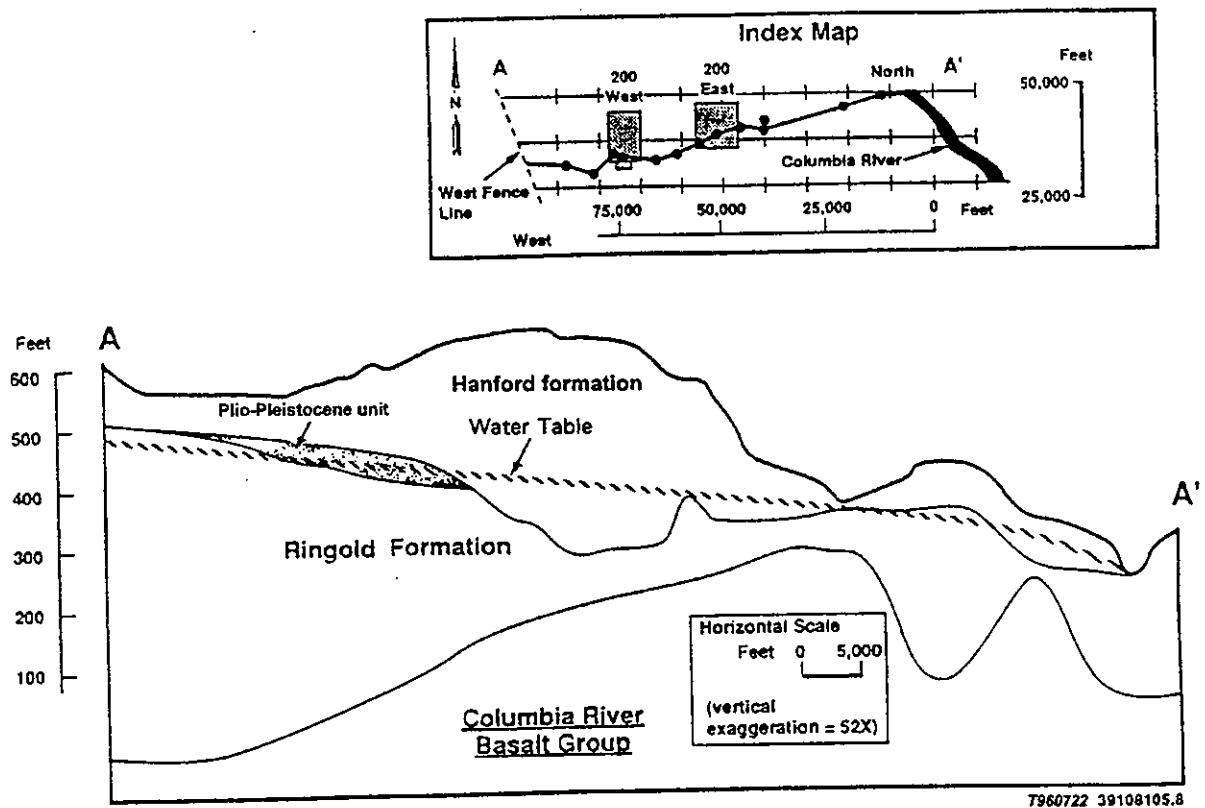 Index Map
Feet
A
200
West
200
East
North
A'
50,000
N
Columbia River
West Fence
Line
25,000
75,000
50,000
25,000
0
Feet
West
Feet
A
600
Hanford formation
Plio-Pleistocene unit
500
Water Table
400
A'
Ringold Formation
300
200
Horizontal Scale
Feet 0 5,000
100
(vertical
exaggeration = 52X)
Columbia River
Basalt Group
T960722 39108105.8